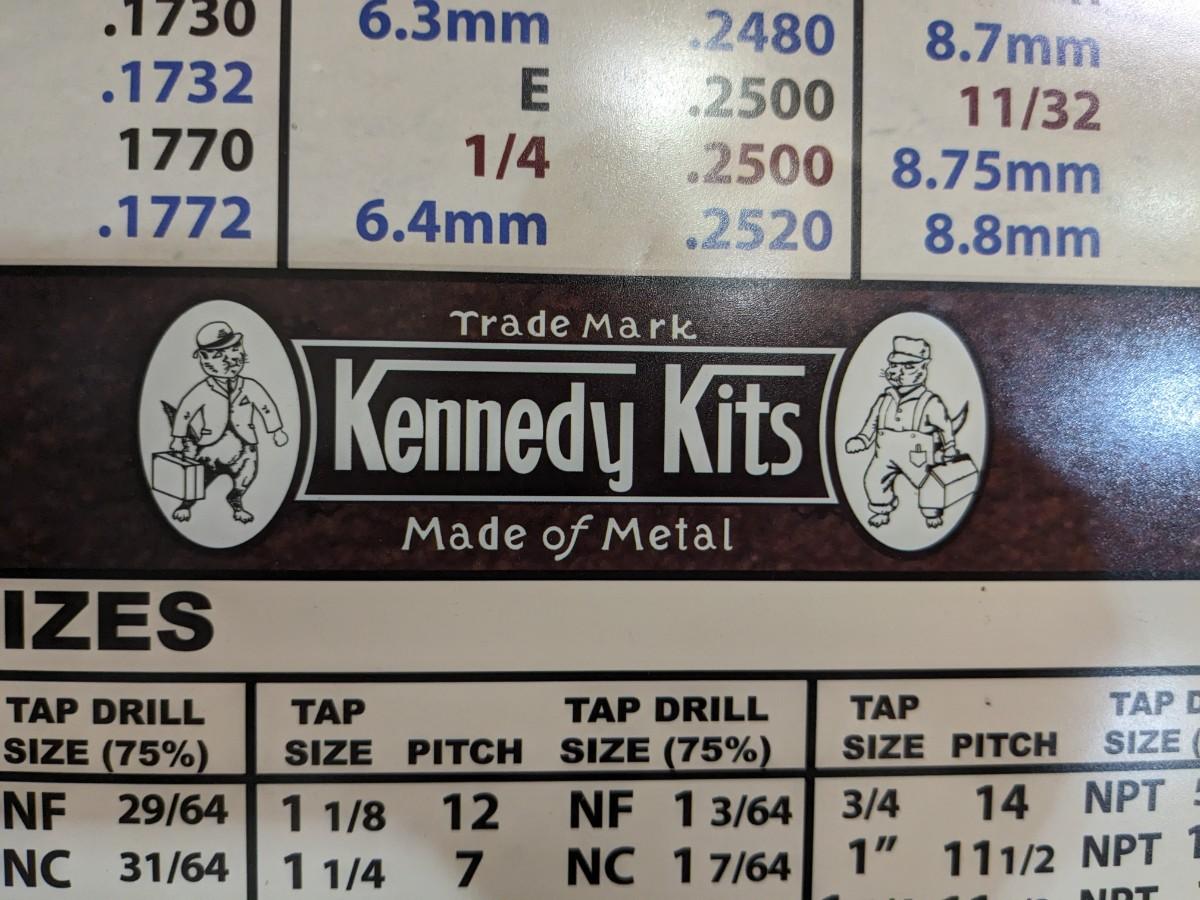 .1730 6.3mm .2480 8.7mm
.1732 E .2500 11/32
1770 1/4 .2500 8.75mm
.1772 6.4mm .2520 8.8mm
Trade Mark
Kennedy Kits
Made of Metal
IZES
TAP DRILL TAP TAP DRILL TAP TAP D
SIZE (75%) SIZE PITCH SIZE (75%) SIZE PITCH SIZE (
NF 29/64 1 1/8 12 NF 1 3/64 3/4 14 NPT
NC 31/64 1 1/4 7 NC 1 7/64 1" 11 1/2 NPT